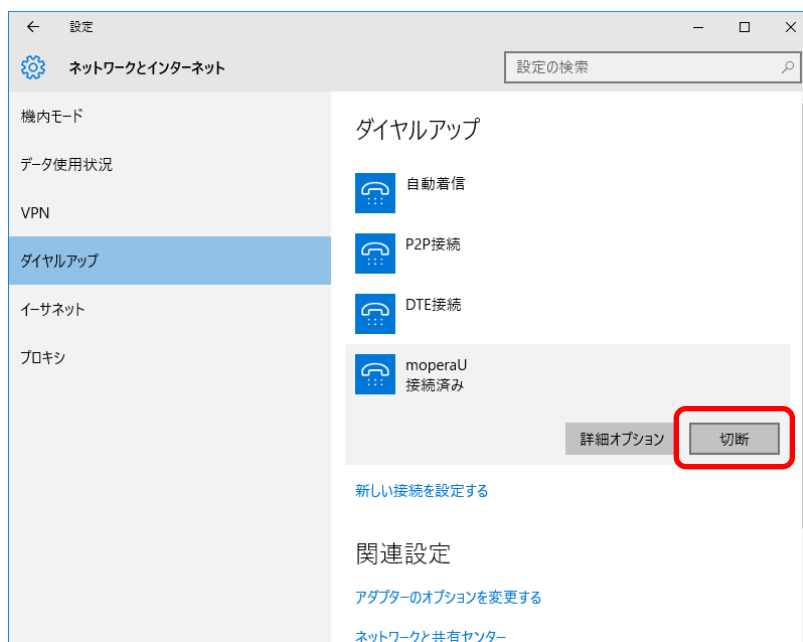 設定
ネットワークとインターネット
設定の検索
機内モード
データ使用状況
VPN
ダイヤルアップ
イーサネット
プロキシ
ダイヤルアップ
自動着信
P2P接続
DTE接続
moperaU
接続済み
詳細オプション
切断
新しい接続を設定する
関連設定
アダプターのオプションを変更する
ネットワークと共有センター